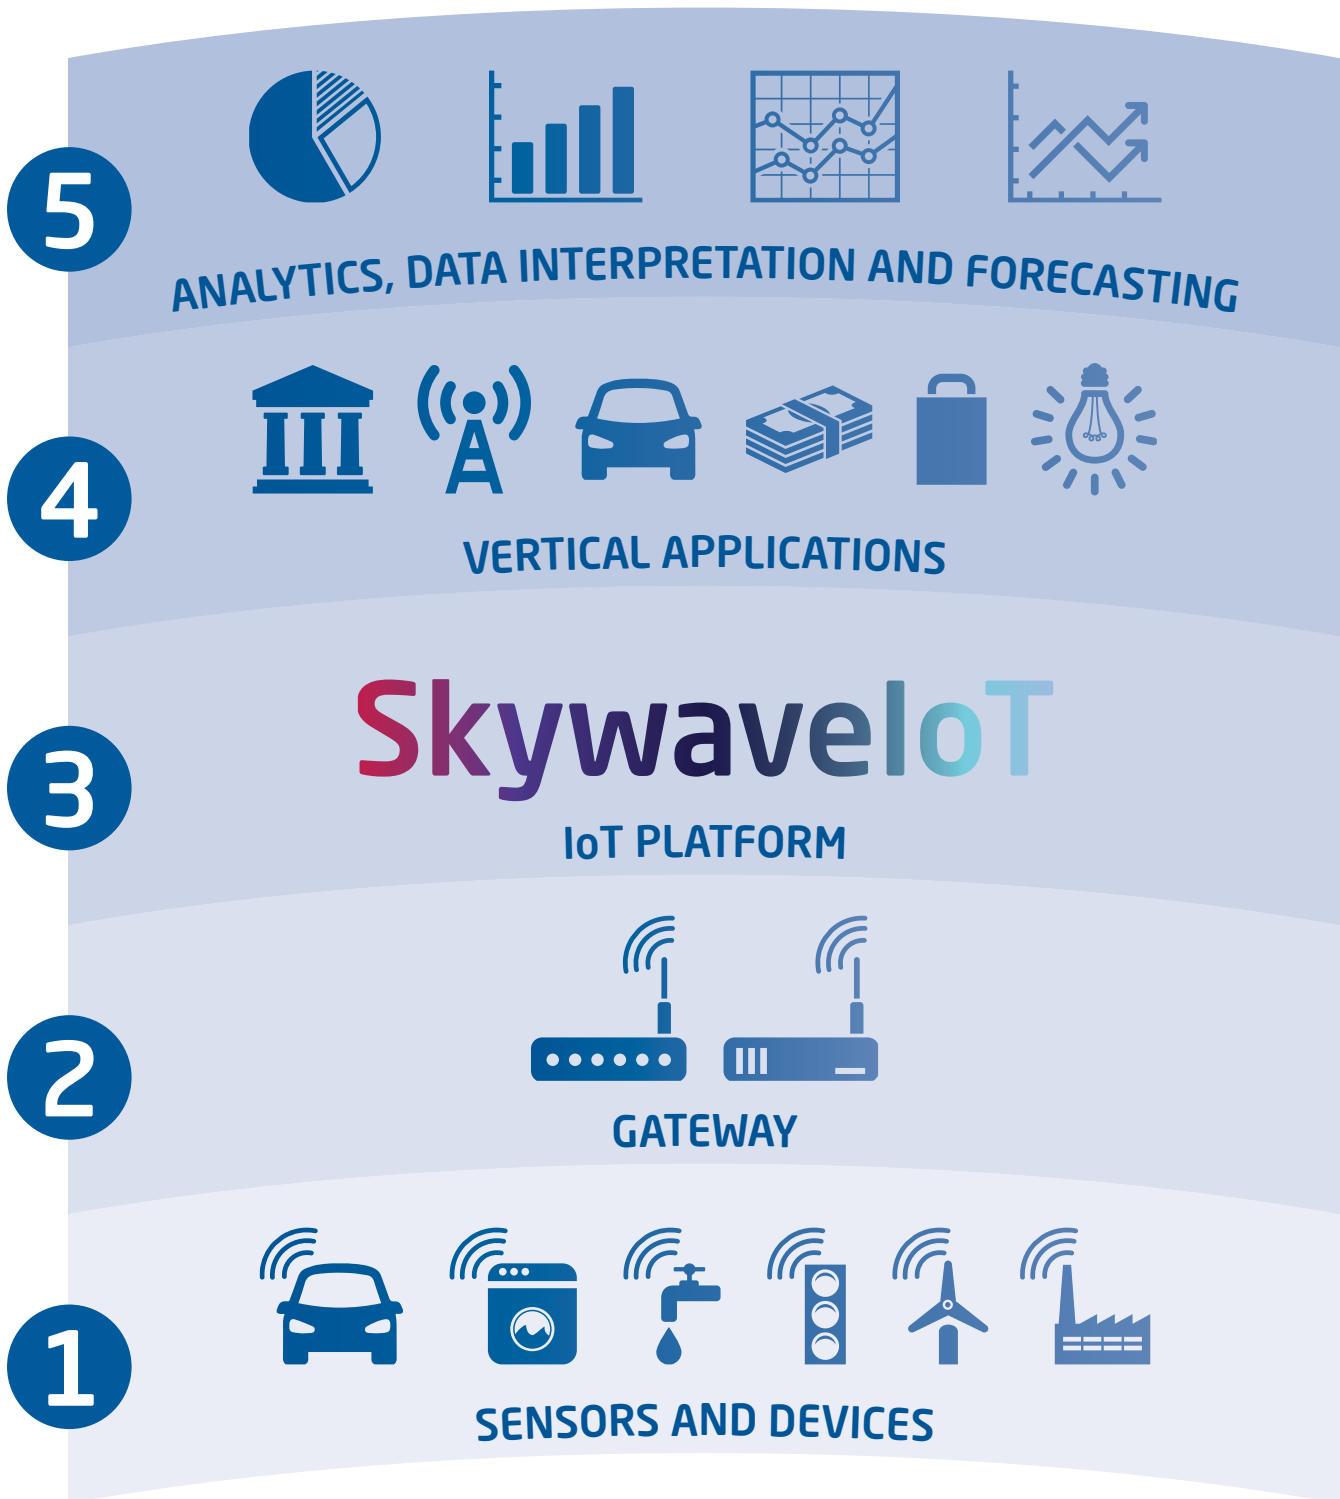 5
ANALYTICS, DATA INTERPRETATION AND FORECASTING
4
VERTICAL APPLICATIONS
3
SkywaveIoT
IoT PLATFORM
2
GATEWAY
1
SENSORS AND DEVICES